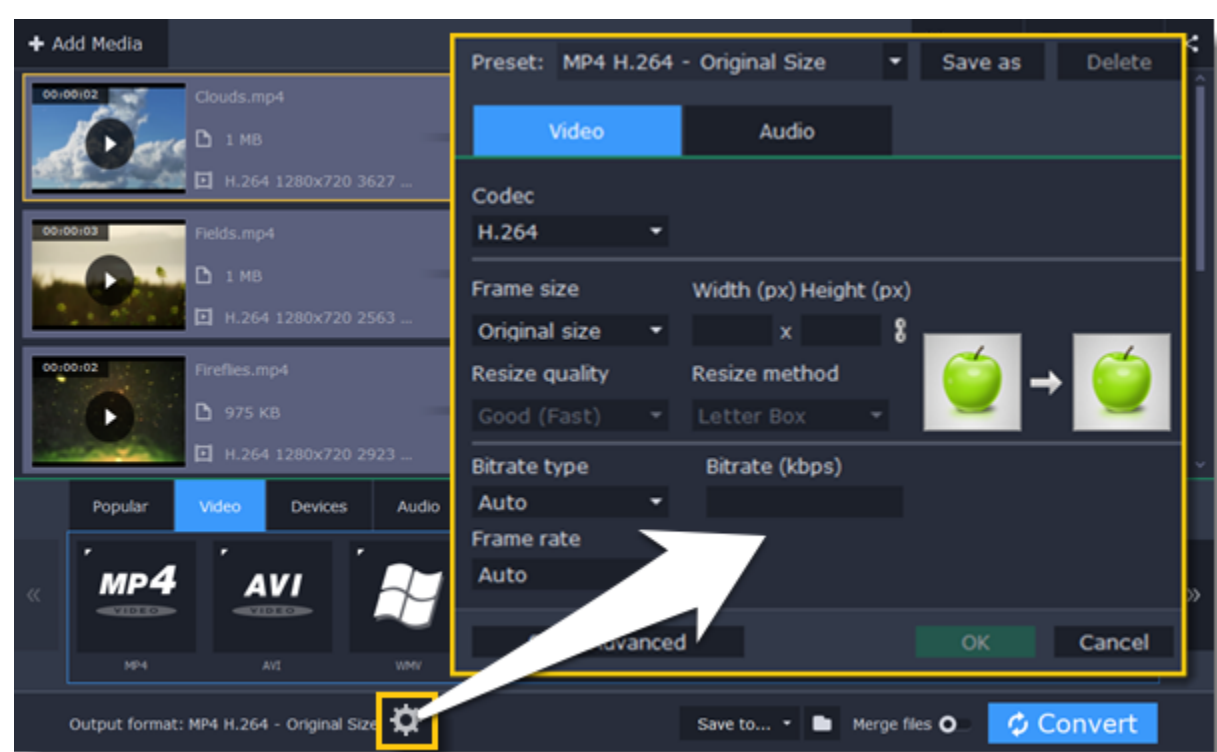 Add Media
Preset: MP4 H.264 - Original Size Save as Delete
Video Audio
00:00:02 Clouds.mp4
1 MB
H.264 1280x720 3627 ...
Codec
H.264
00:00:03 Fields.mp4
1 MB
H.264 1280x720 2563 ...
Frame size Width (px) Height (px)
Original size x
Resize quality Resize method
Good (Fast) Letter Box
00:00:02 Fireflies.mp4
975 KB
H.264 1280x720 2923 ...
Bitrate type Bitrate (kbps)
Auto
Frame rate
Auto
Popular Video Devices Audio
MP4 VIDEO AVI VIDEO
MP4 AVI WMV
OK Cancel
Output format: MP4 H.264 - Original Size Save to... Merge files Convert